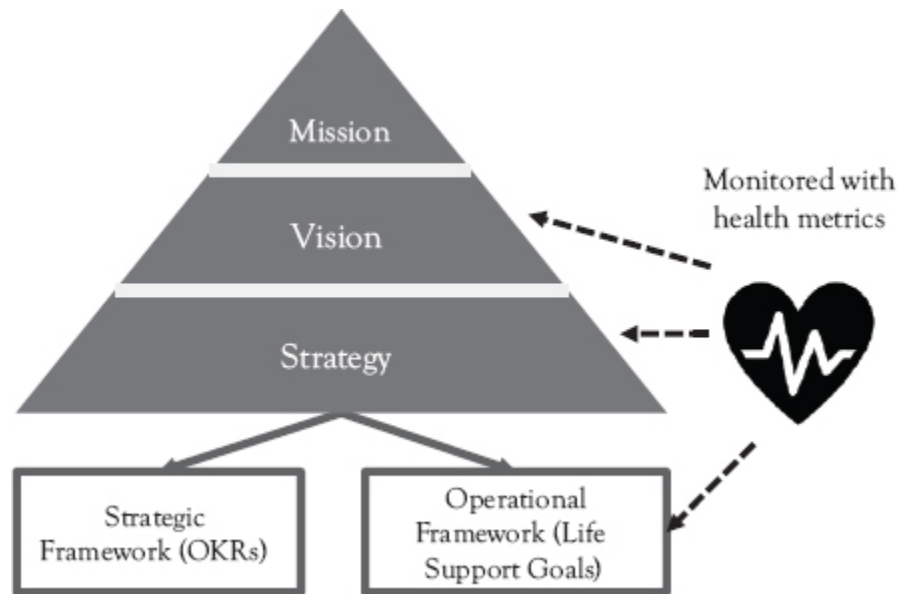 Mission
Vision
Strategy
Monitored with
health metrics
Strategic
Framework (OKRs)
Operational
Framework (Life
Support Goals)